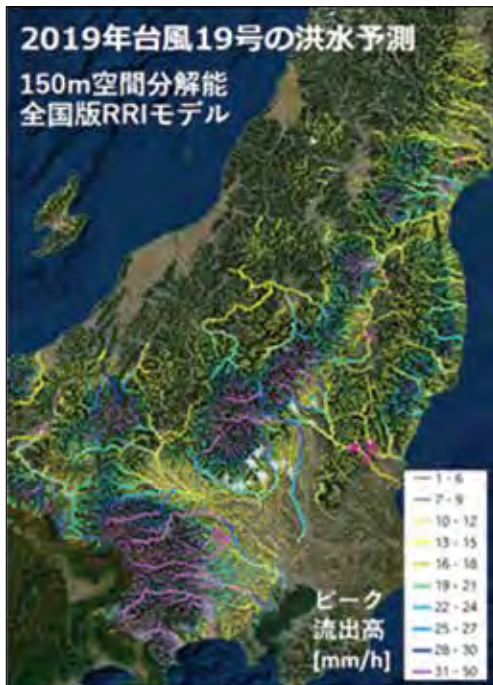 2019年台風19号の洪水予測
150m空間分解能
全国版RRIモデル
1 - 6
7 - 9
10 - 12
13 - 15
16 - 18
19 - 21
22 - 24
25 - 27
28 - 30
31 - 50
ピーク
流出高
[mm/h]